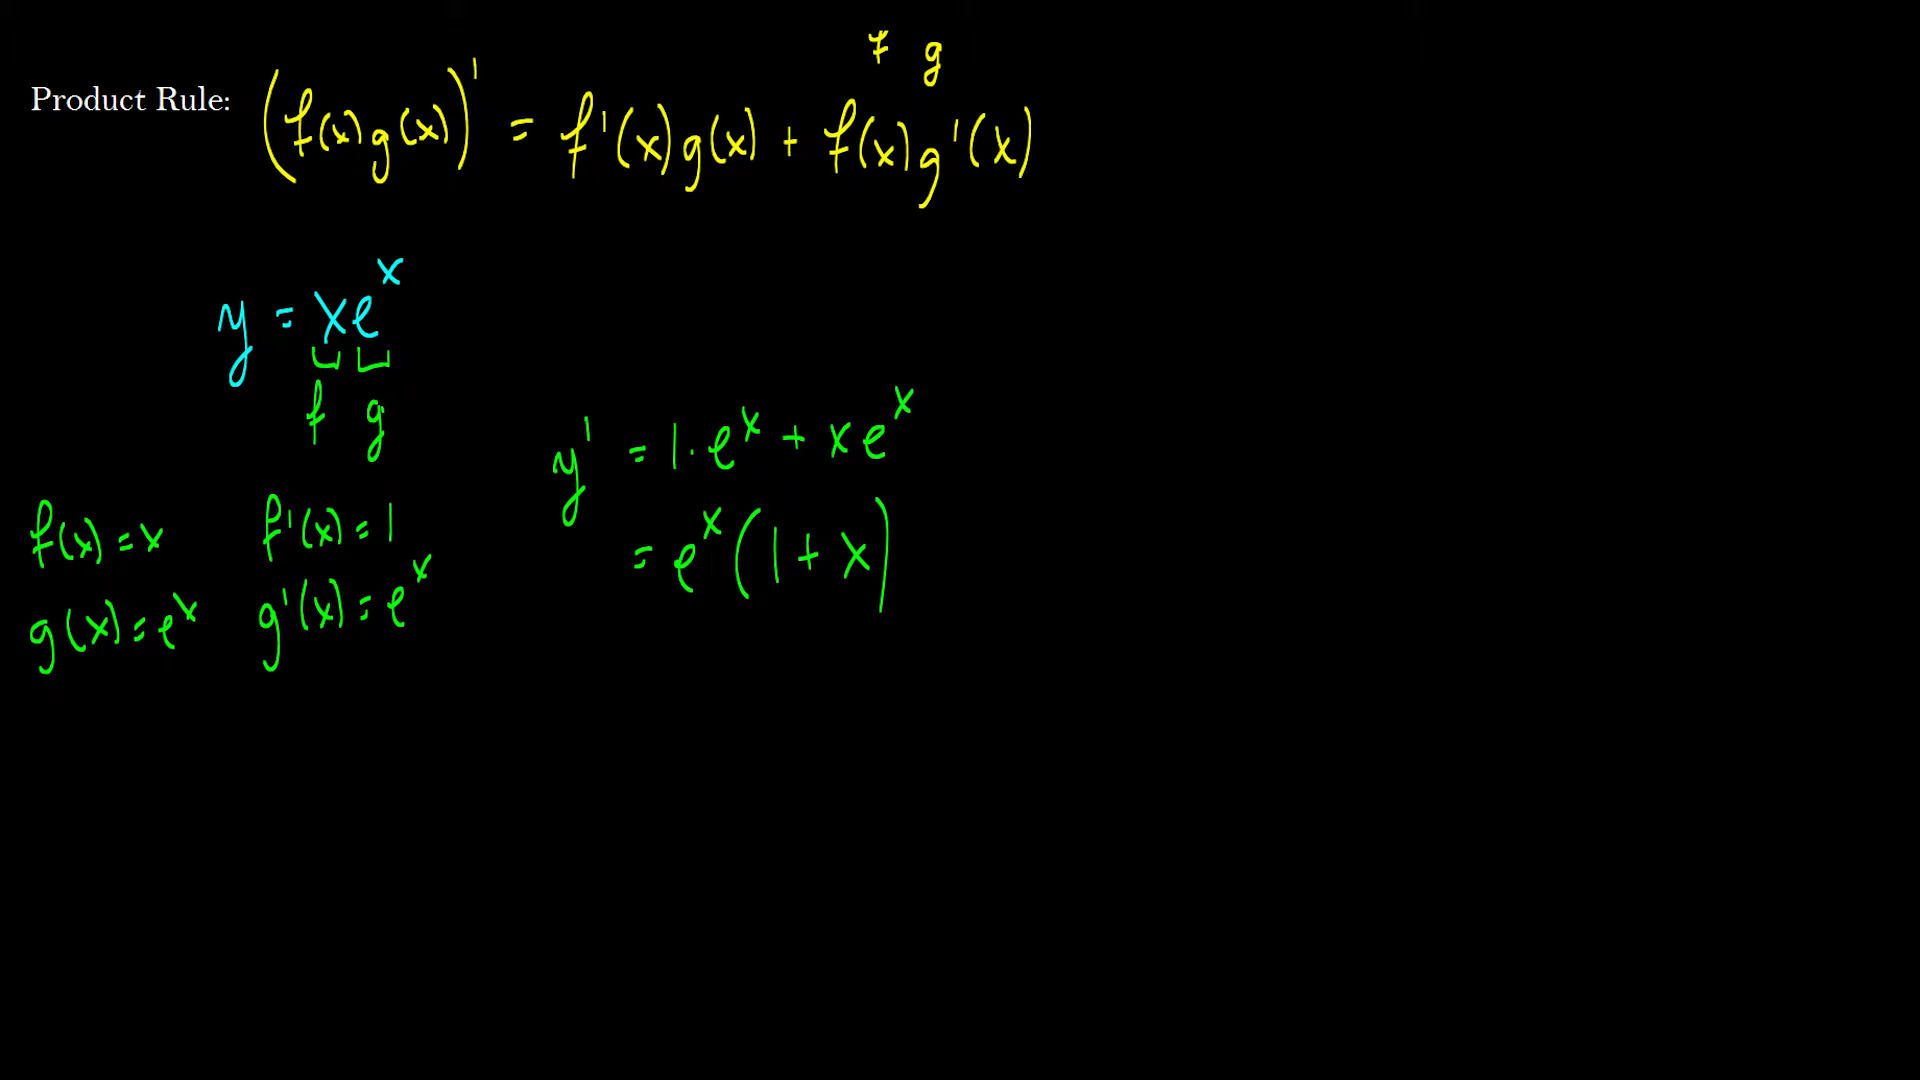 f g
Product Rule: (f(x)g(x))' = f'(x)g(x) + f(x)g'(x)
y = xe^x
f g
y' = 1·e^x + xe^x
f(x)=x f'(x)=1
= e^x(1+x)
g(x)=e^x g'(x)=e^x